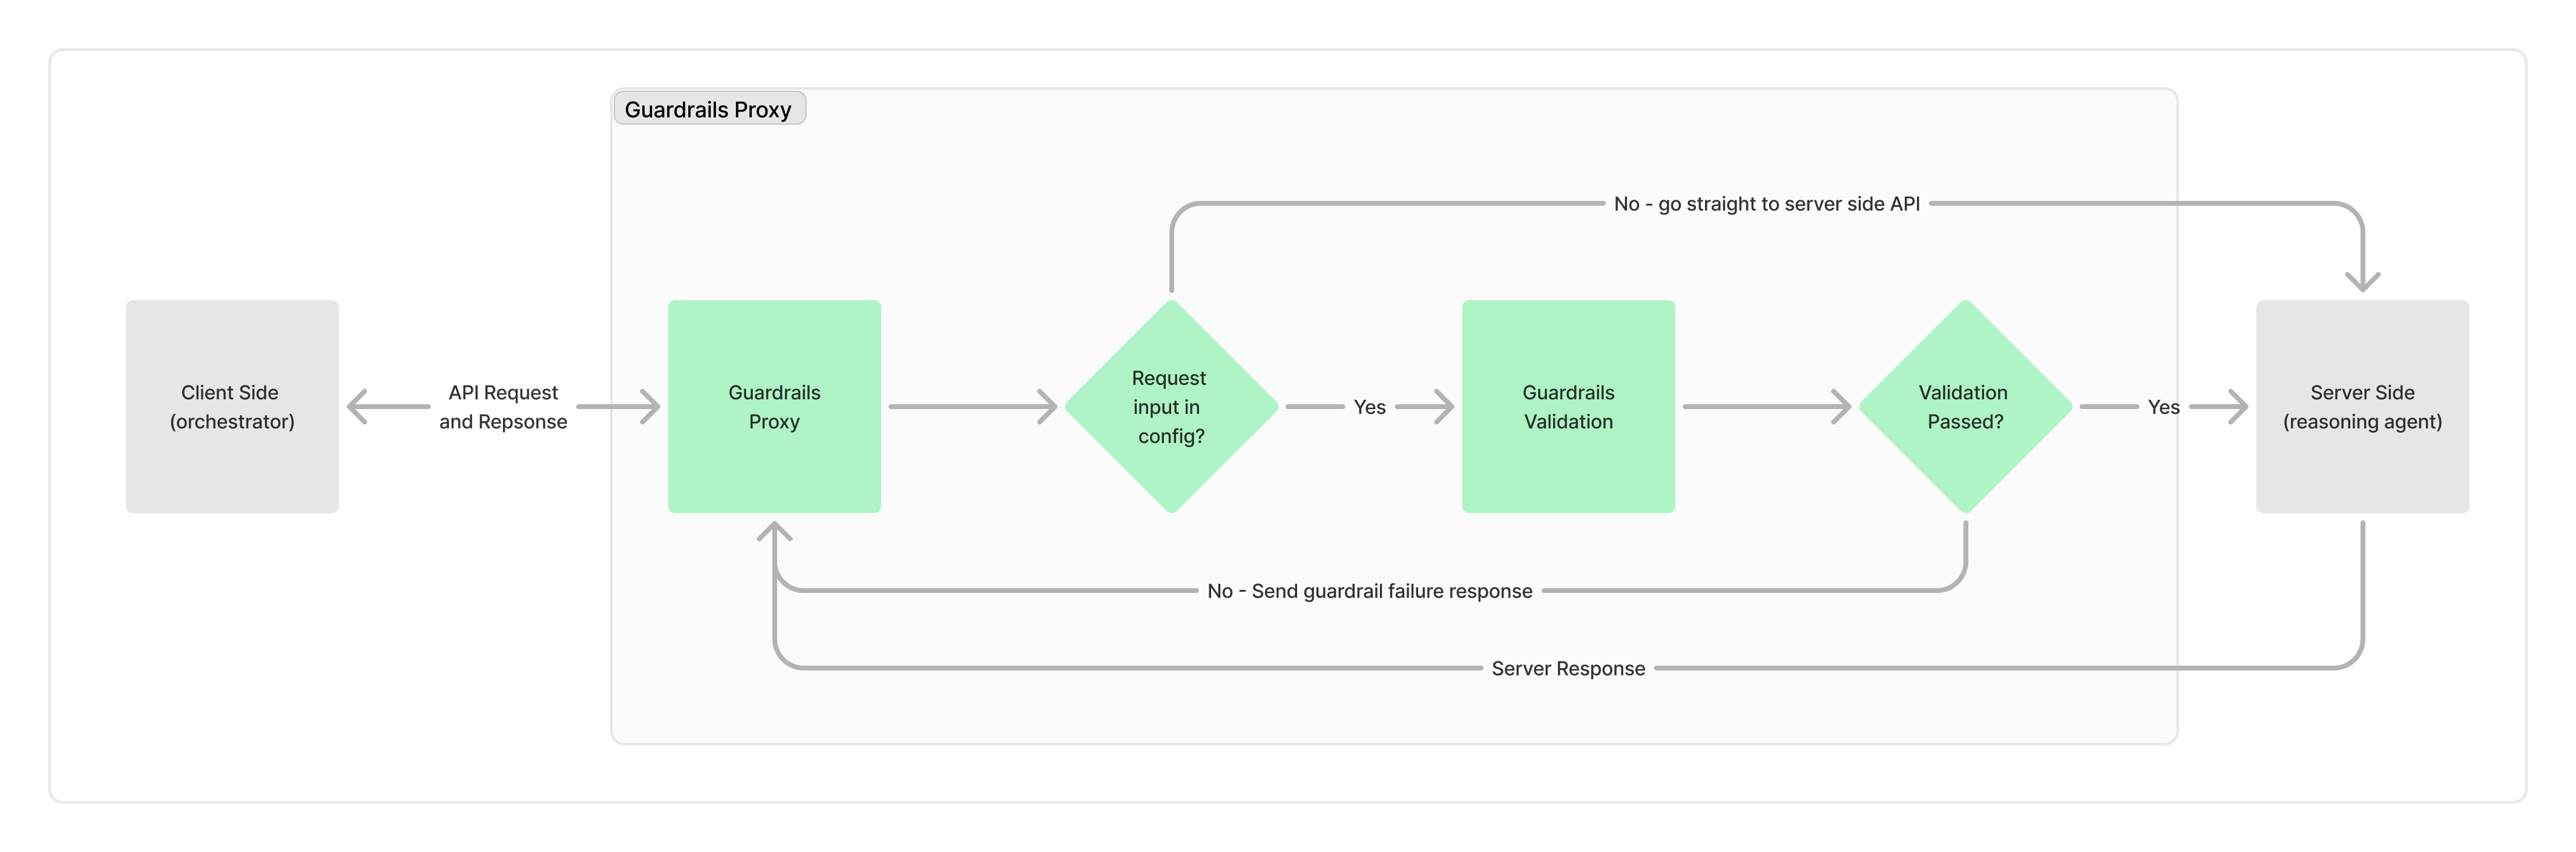 Guardrails Proxy
No - go straight to server side API
Client Side
(orchestrator)
API Request
and Repsonse
Guardrails
Proxy
Request
input in
config?
Yes
Guardrails
Validation
Validation
Passed?
Yes
Server Side
(reasoning agent)
No - Send guardrail failure response
Server Response